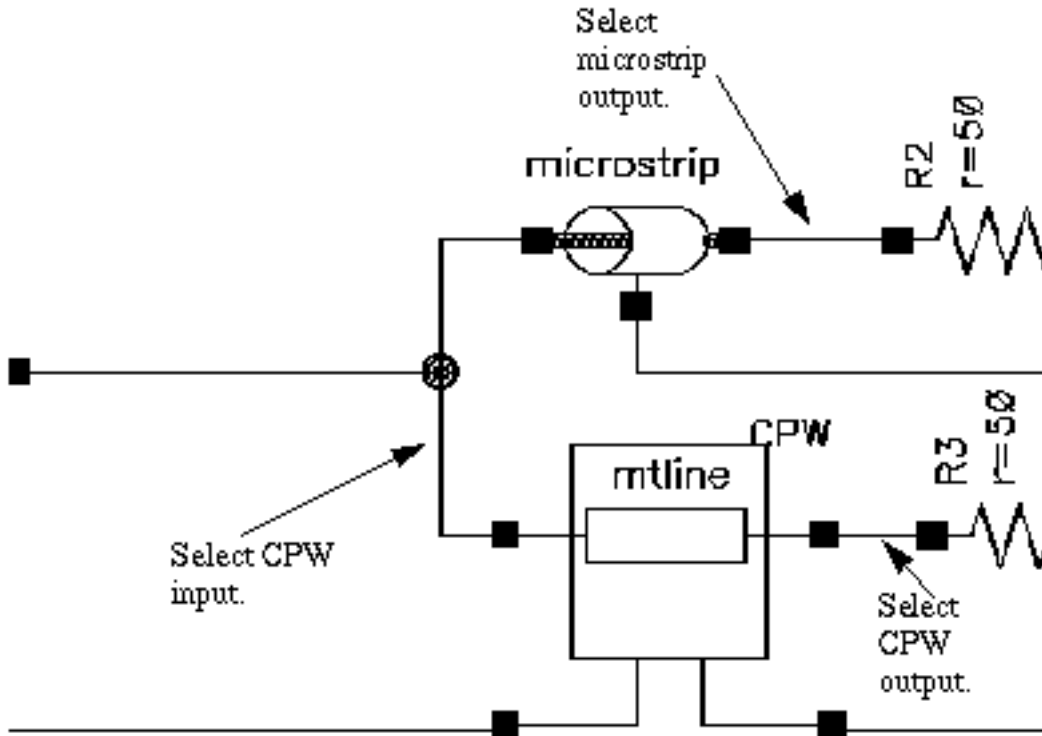 Select
microstrip
output.
microstrip
R2
r=50
CPW
mtline
R3
r=50
Select CPW
input.
Select
CPW
output.